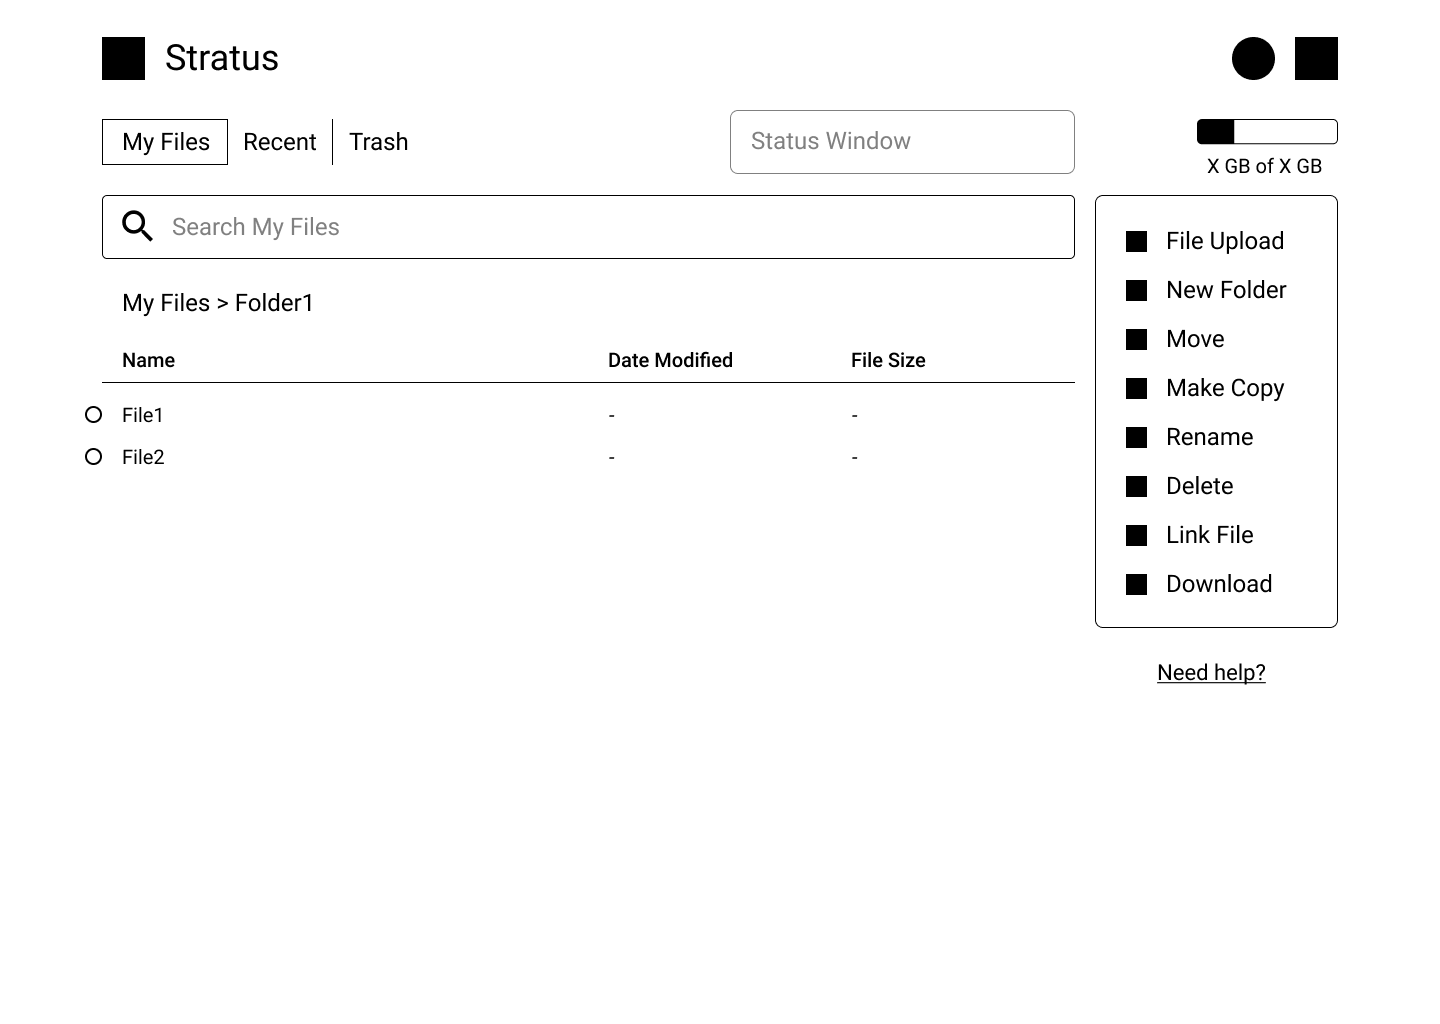 Stratus
My Files Recent Trash
Status Window
X GB of X GB
Search My Files
My Files > Folder1
Name Date Modified File Size
File1 - -
File2 - -
File Upload
New Folder
Move
Make Copy
Rename
Delete
Link File
Download
Need help?